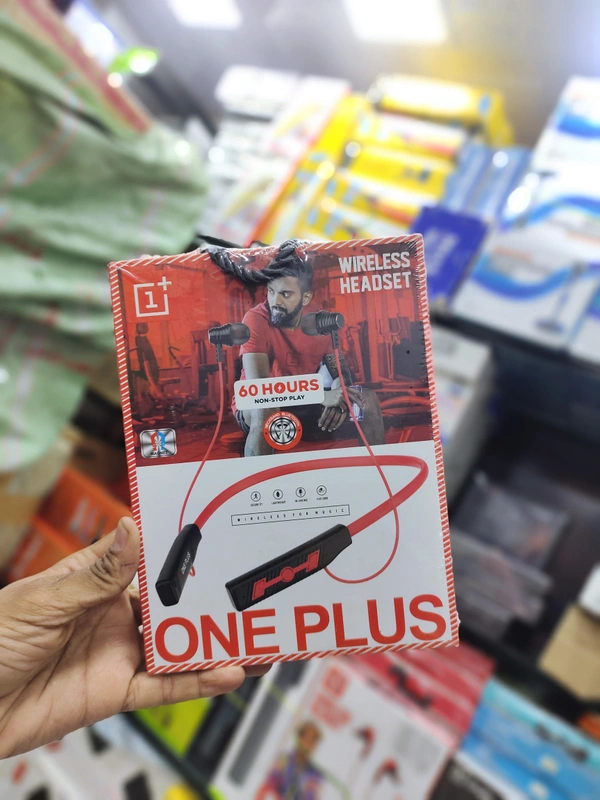 1+
WIRELESS
HEADSET
60 HOURS
NON-STOP PLAY
WIRELESS FOR MUSIC
ONE PLUS